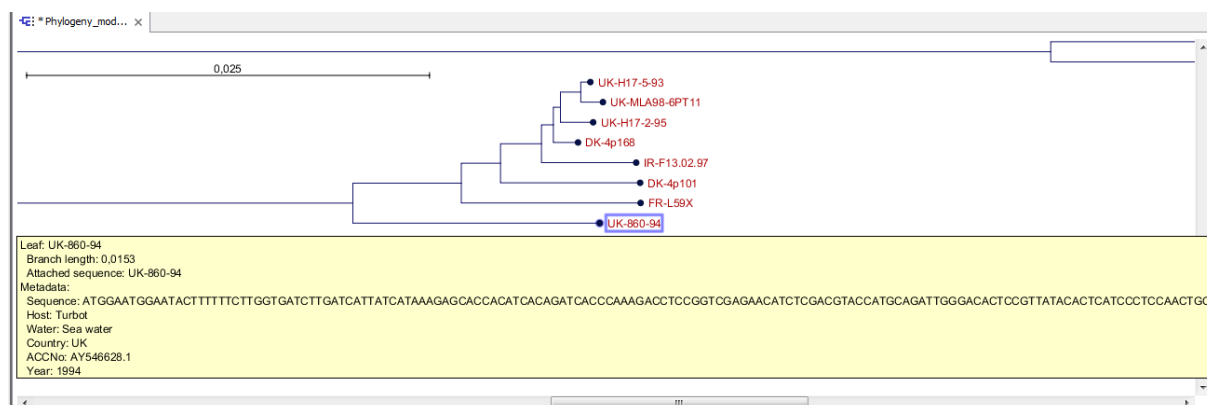 * Phylogeny_mod... ×
0,025
UK-H17-5-93
UK-MLA98-6PT11
UK-H17-2-95
DK-4p168
IR-F13.02.97
DK-4p101
FR-L59X
UK-860-94
Leaf: UK-860-94
Branch length: 0,0153
Attached sequence: UK-860-94
Metadata:
Sequence: ATGGAATGGAATACTTTTTTCTTGGTGATCTTGATCATTATCATAAAGAGCACCACATCACAGATCACCCAAAGACCTCCGGTCGAGAACATCTCGACGTACCATGCAGATTGGGACACTCCGTTATACACTCATCCCTCCAACTGC
Host: Turbot
Water: Sea water
Country: UK
ACCNo: AY546628.1
Year: 1994